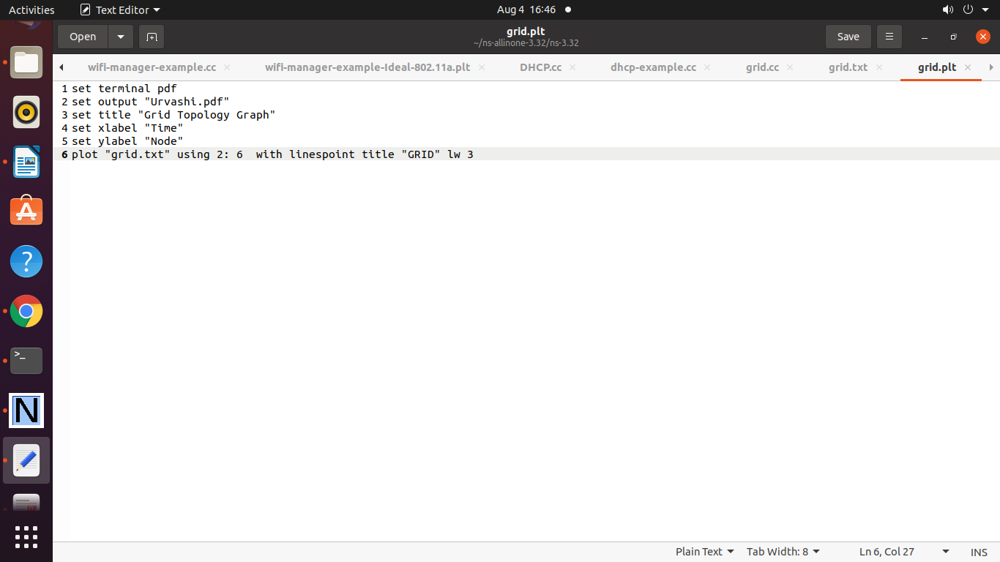 Activities Text Editor Aug 4 16:46
Open grid.plt Save
~/ns-allinone-3.32/ns-3.32
wifi-manager-example.cc wifi-manager-example-Ideal-802.11a.plt DHCP.cc dhcp-example.cc grid.cc grid.txt grid.plt
1 set terminal pdf
2 set output "Urvashi.pdf"
3 set title "Grid Topology Graph"
4 set xlabel "Time"
5 set ylabel "Node"
6 plot "grid.txt" using 2: 6  with linespoint title "GRID" lw 3
>_
N
Plain Text Tab Width: 8 Ln 6, Col 27 INS